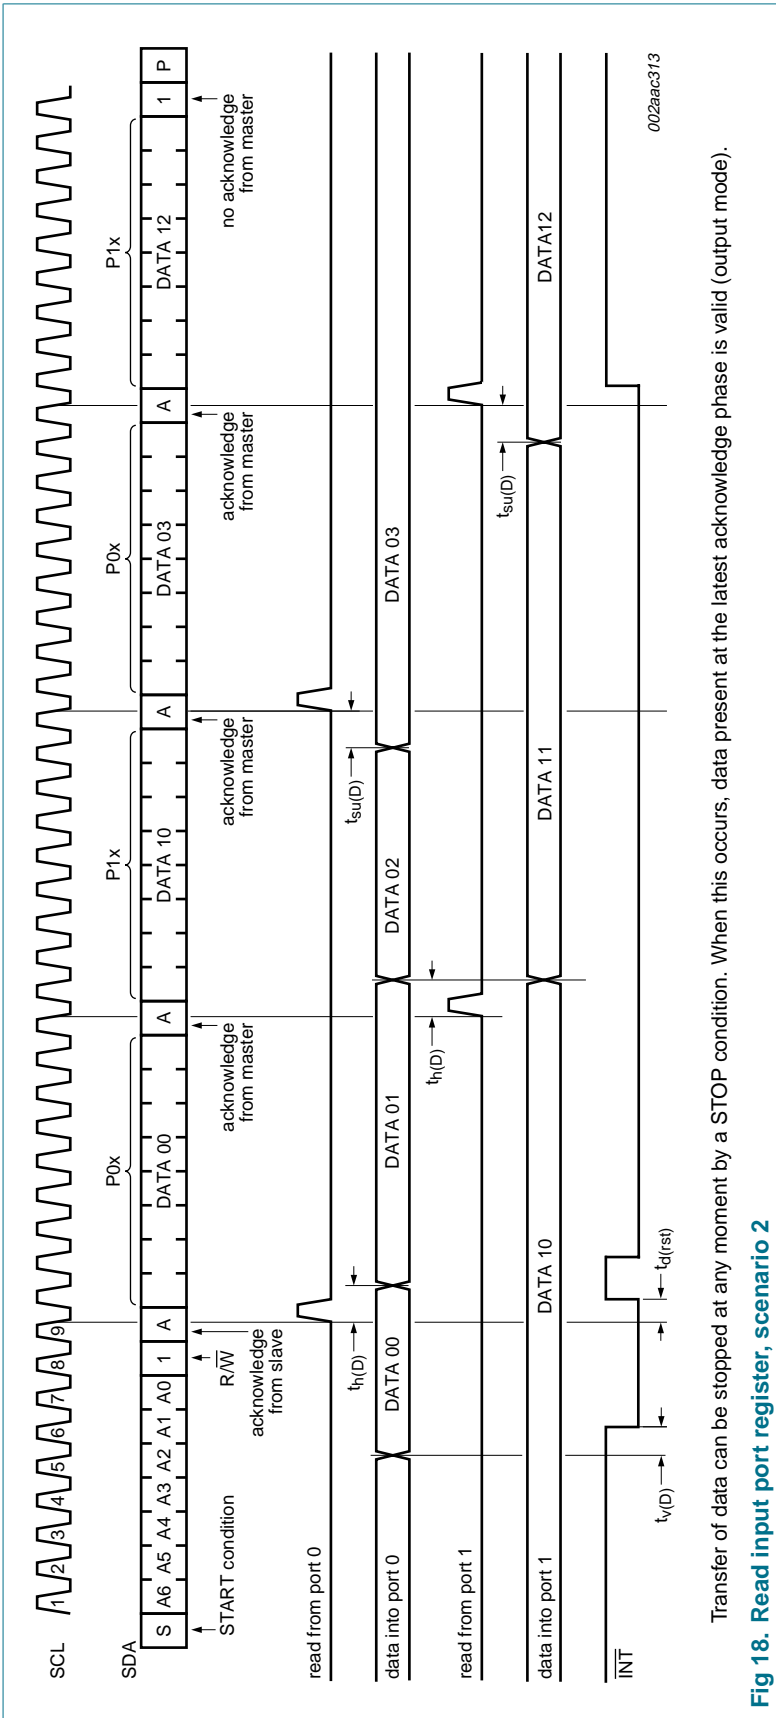 SCL
1 2 3 4 5 6 7 8 9
P0x P1x P0x P1x
SDA
S A6 A5 A4 A3 A2 A1 A0 1 A DATA 00 A DATA 10 A DATA 03 A DATA 12 1 P
START condition
R/W
acknowledge
from slave
acknowledge
from master
acknowledge
from master
acknowledge
from master
no acknowledge
from master
read from port 0
th(D)
tsu(D)
data into port 0
DATA 00 DATA 01 DATA 02 DATA 03
read from port 1
th(D)
tsu(D)
data into port 1
DATA 10 DATA 11 DATA12
INT
tv(D)
td(rst)
002aac313
Transfer of data can be stopped at any moment by a STOP condition. When this occurs, data present at the latest acknowledge phase is valid (output mode).
Fig 18. Read input port register, scenario 2